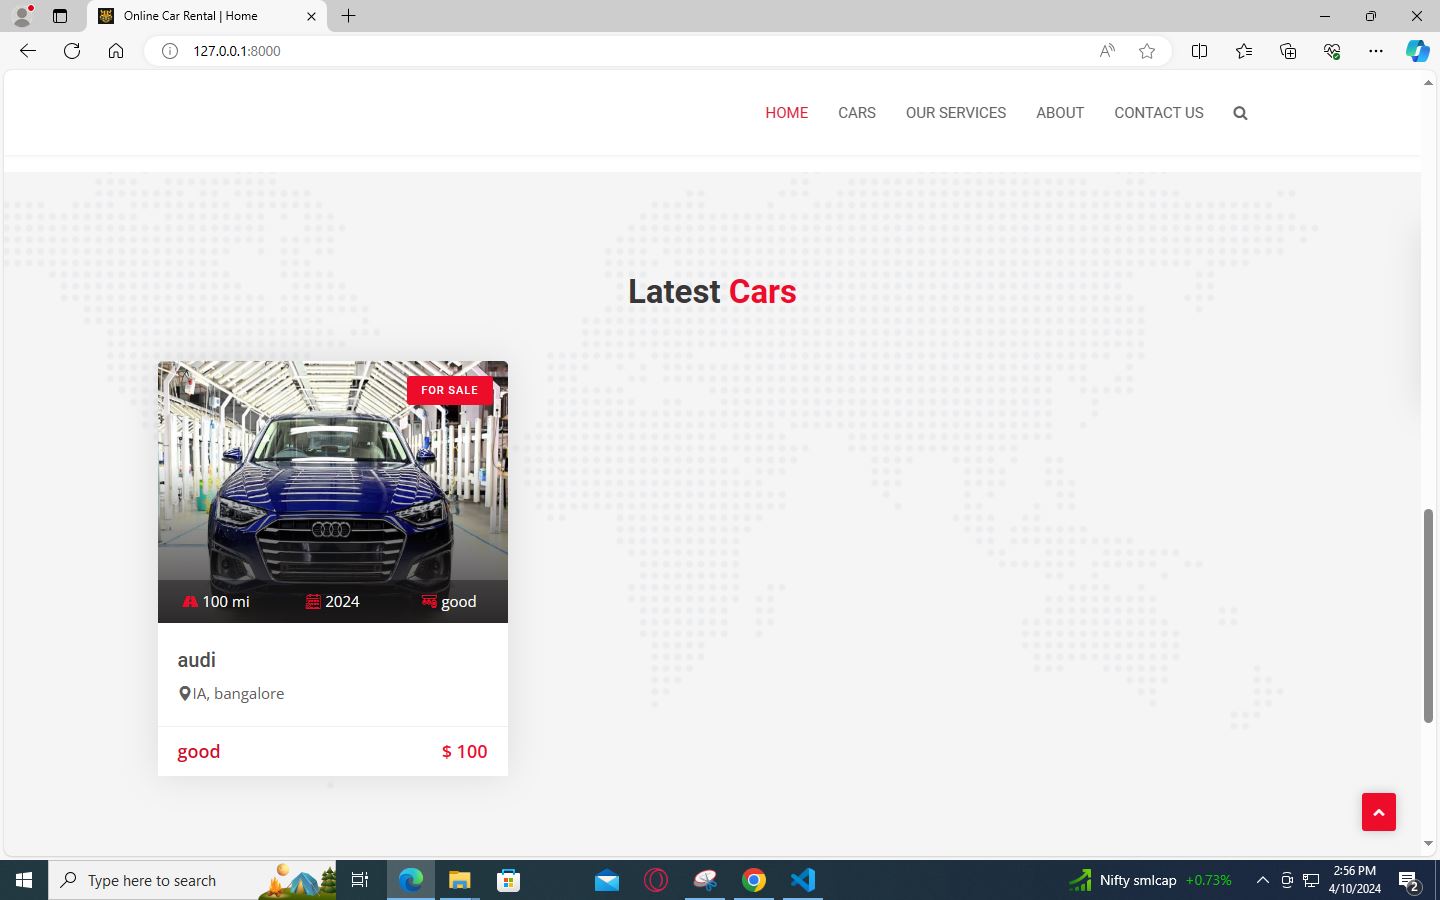 Online Car Rental | Home
127.0.0.1:8000
HOME CARS OUR SERVICES ABOUT CONTACT US
Latest Cars
FOR SALE
100 mi 2024 good
audi
IA, bangalore
good $ 100
Type here to search
Nifty smlcap +0.73%
2:56 PM
4/10/2024
2